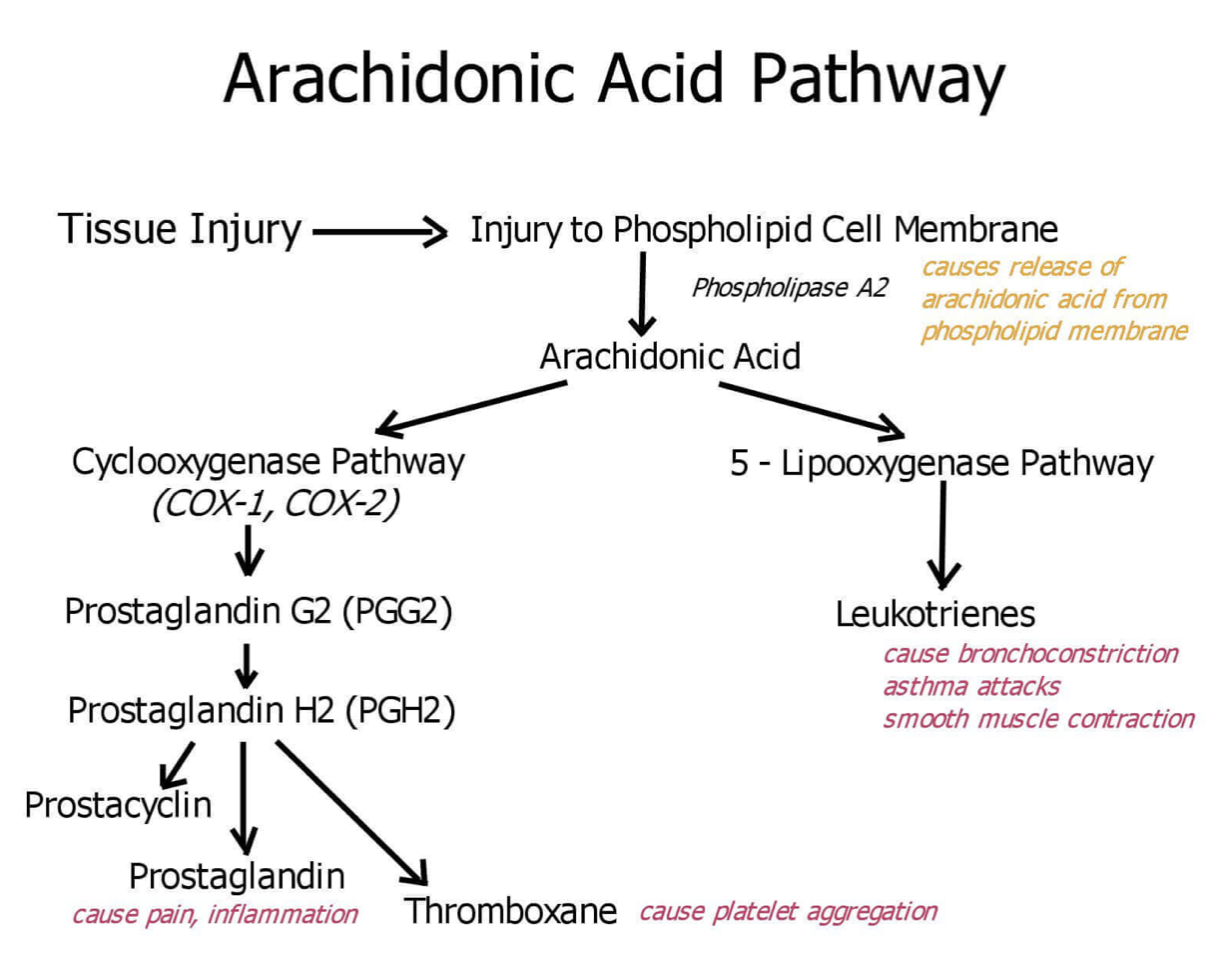 Arachidonic Acid Pathway
Tissue Injury
Injury to Phospholipid Cell Membrane
Phospholipase A2
causes release of
arachidonic acid from
phospholipid membrane
Arachidonic Acid
Cyclooxygenase Pathway
(COX-1, COX-2)
5 - Lipooxygenase Pathway
Prostaglandin G2 (PGG2)
Leukotrienes
cause bronchoconstriction
asthma attacks
smooth muscle contraction
Prostaglandin H2 (PGH2)
Prostacyclin
Prostaglandin
cause pain, inflammation
Thromboxane
cause platelet aggregation